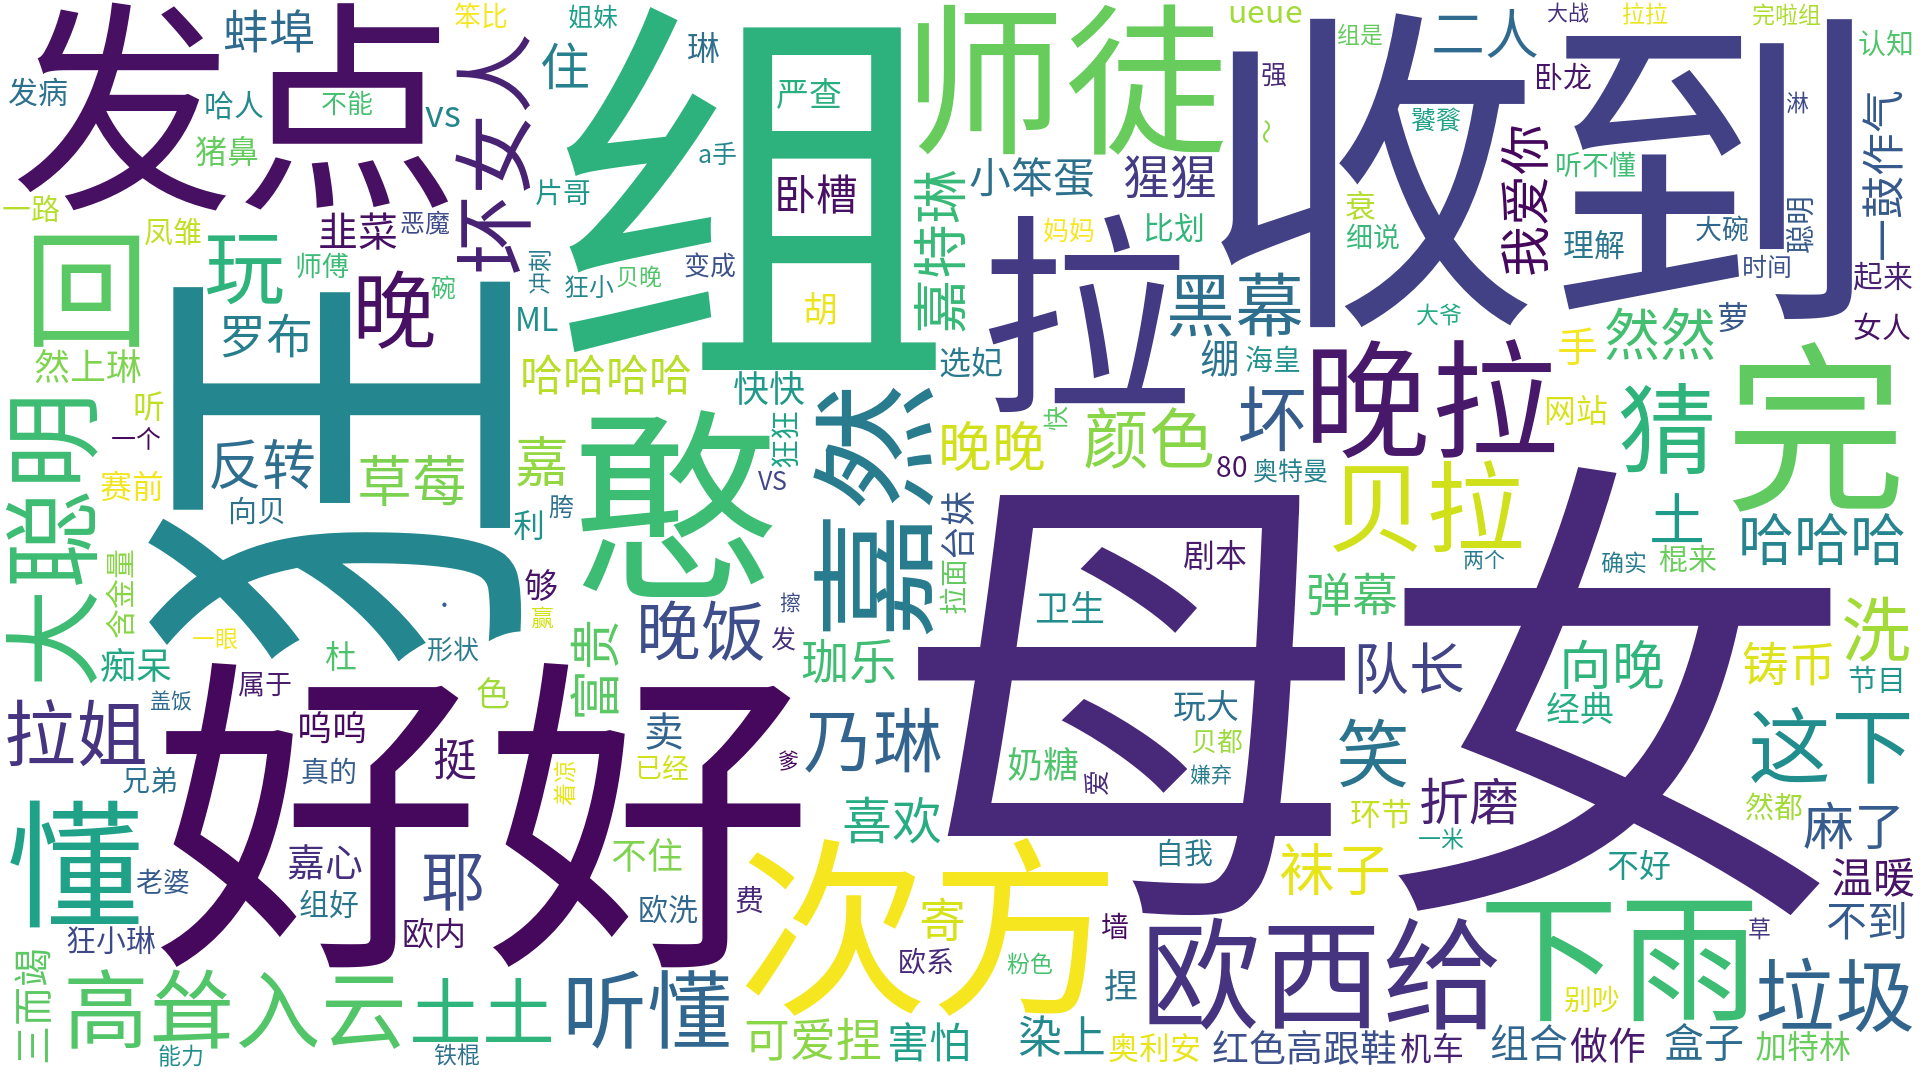 发点
组
师徒
收到
狂
母女
好好
次方
憨
拉
晚拉
完
回
嘉然
欧西给
下雨
懂
高耸入云
土土
听懂
大聪明
坏女人
蚌埠
笨比
姐妹
住
琳
严查
ueue
组是
二人
大战
拉拉
完啦组
认知
发病
哈人
不能
vs
猪鼻
a手
强
卧龙
淋
饕餮
~
听不懂
一鼓作气
我爱你
片哥
卧槽
小笨蛋
猩猩
嘉特琳
一路
凤雏
韭菜
恶魔
玩
师傅
晚
碗
冲刺
狂小
贝晚
变成
胡
妈妈
比划
衰
细说
理解
大碗
聪明
时间
起来
罗布
ML
黑幕
大爷
然然
萝
女人
然上琳
哈哈哈哈
快快
选妃
绷
海皇
手
听
一个
反转
草莓
嘉
狂狂
晚晚
快
颜色
坏
网站
猜
赛前
向贝
胯
利
VS
80
奥特曼
贝拉
土
哈哈哈
台妹
拉面
剧本
两个
确实
棍来
含金量
够
赢
擦
发
卫生
弹幕
洗
一眼
杜
形状
晚饭
珈乐
队长
向晚
铸币
节目
痴呆
盖饭
属于
色
富贵
拉姐
呜呜
挺
卖
已经
爹
乃琳
玩大
贝都
嫌弃
奶糖
经典
笑
这下
兄弟
真的
着凉
喜欢
环节
折磨
一米
然都
麻了
老婆
嘉心
组好
耶
不住
欧洗
费
自我
袜子
不好
温暖
狂小琳
欧内
寄
墙
草
不到
三而竭
欧系
粉色
捏
别吵
垃圾
能力
铁棍
可爱捏
害怕
染上
奥利安
红色高跟鞋
机车
组合
做作
盒子
加特林